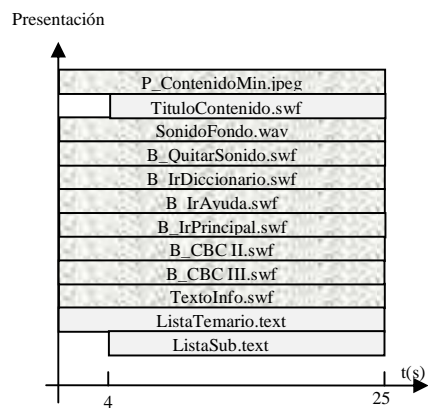 Presentación
P_ContenidoMin.jpeg
TituloContenido.swf
SonidoFondo.wav
B_QuitarSonido.swf
B_IrDiccionario.swf
B_IrAyuda.swf
B_IrPrincipal.swf
B_CBC II.swf
B_CBC III.swf
TextoInfo.swf
ListaTemario.text
ListaSub.text
t(s)
4 25